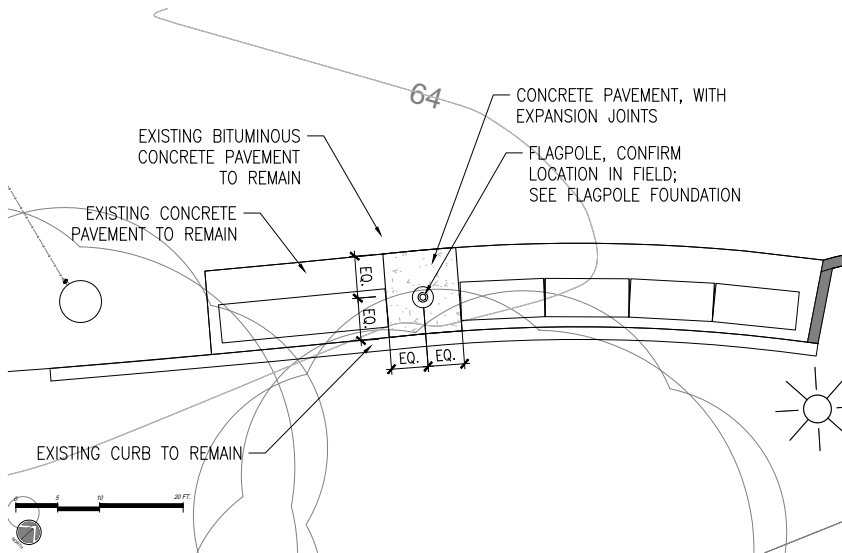 64
CONCRETE PAVEMENT, WITH
EXPANSION JOINTS
EXISTING BITUMINOUS
CONCRETE PAVEMENT
TO REMAIN
FLAGPOLE, CONFIRM
LOCATION IN FIELD;
SEE FLAGPOLE FOUNDATION
EXISTING CONCRETE
PAVEMENT TO REMAIN
EQ.
EQ.
EQ.
EQ.
EXISTING CURB TO REMAIN
0 5 10 20 FT.
NORTH